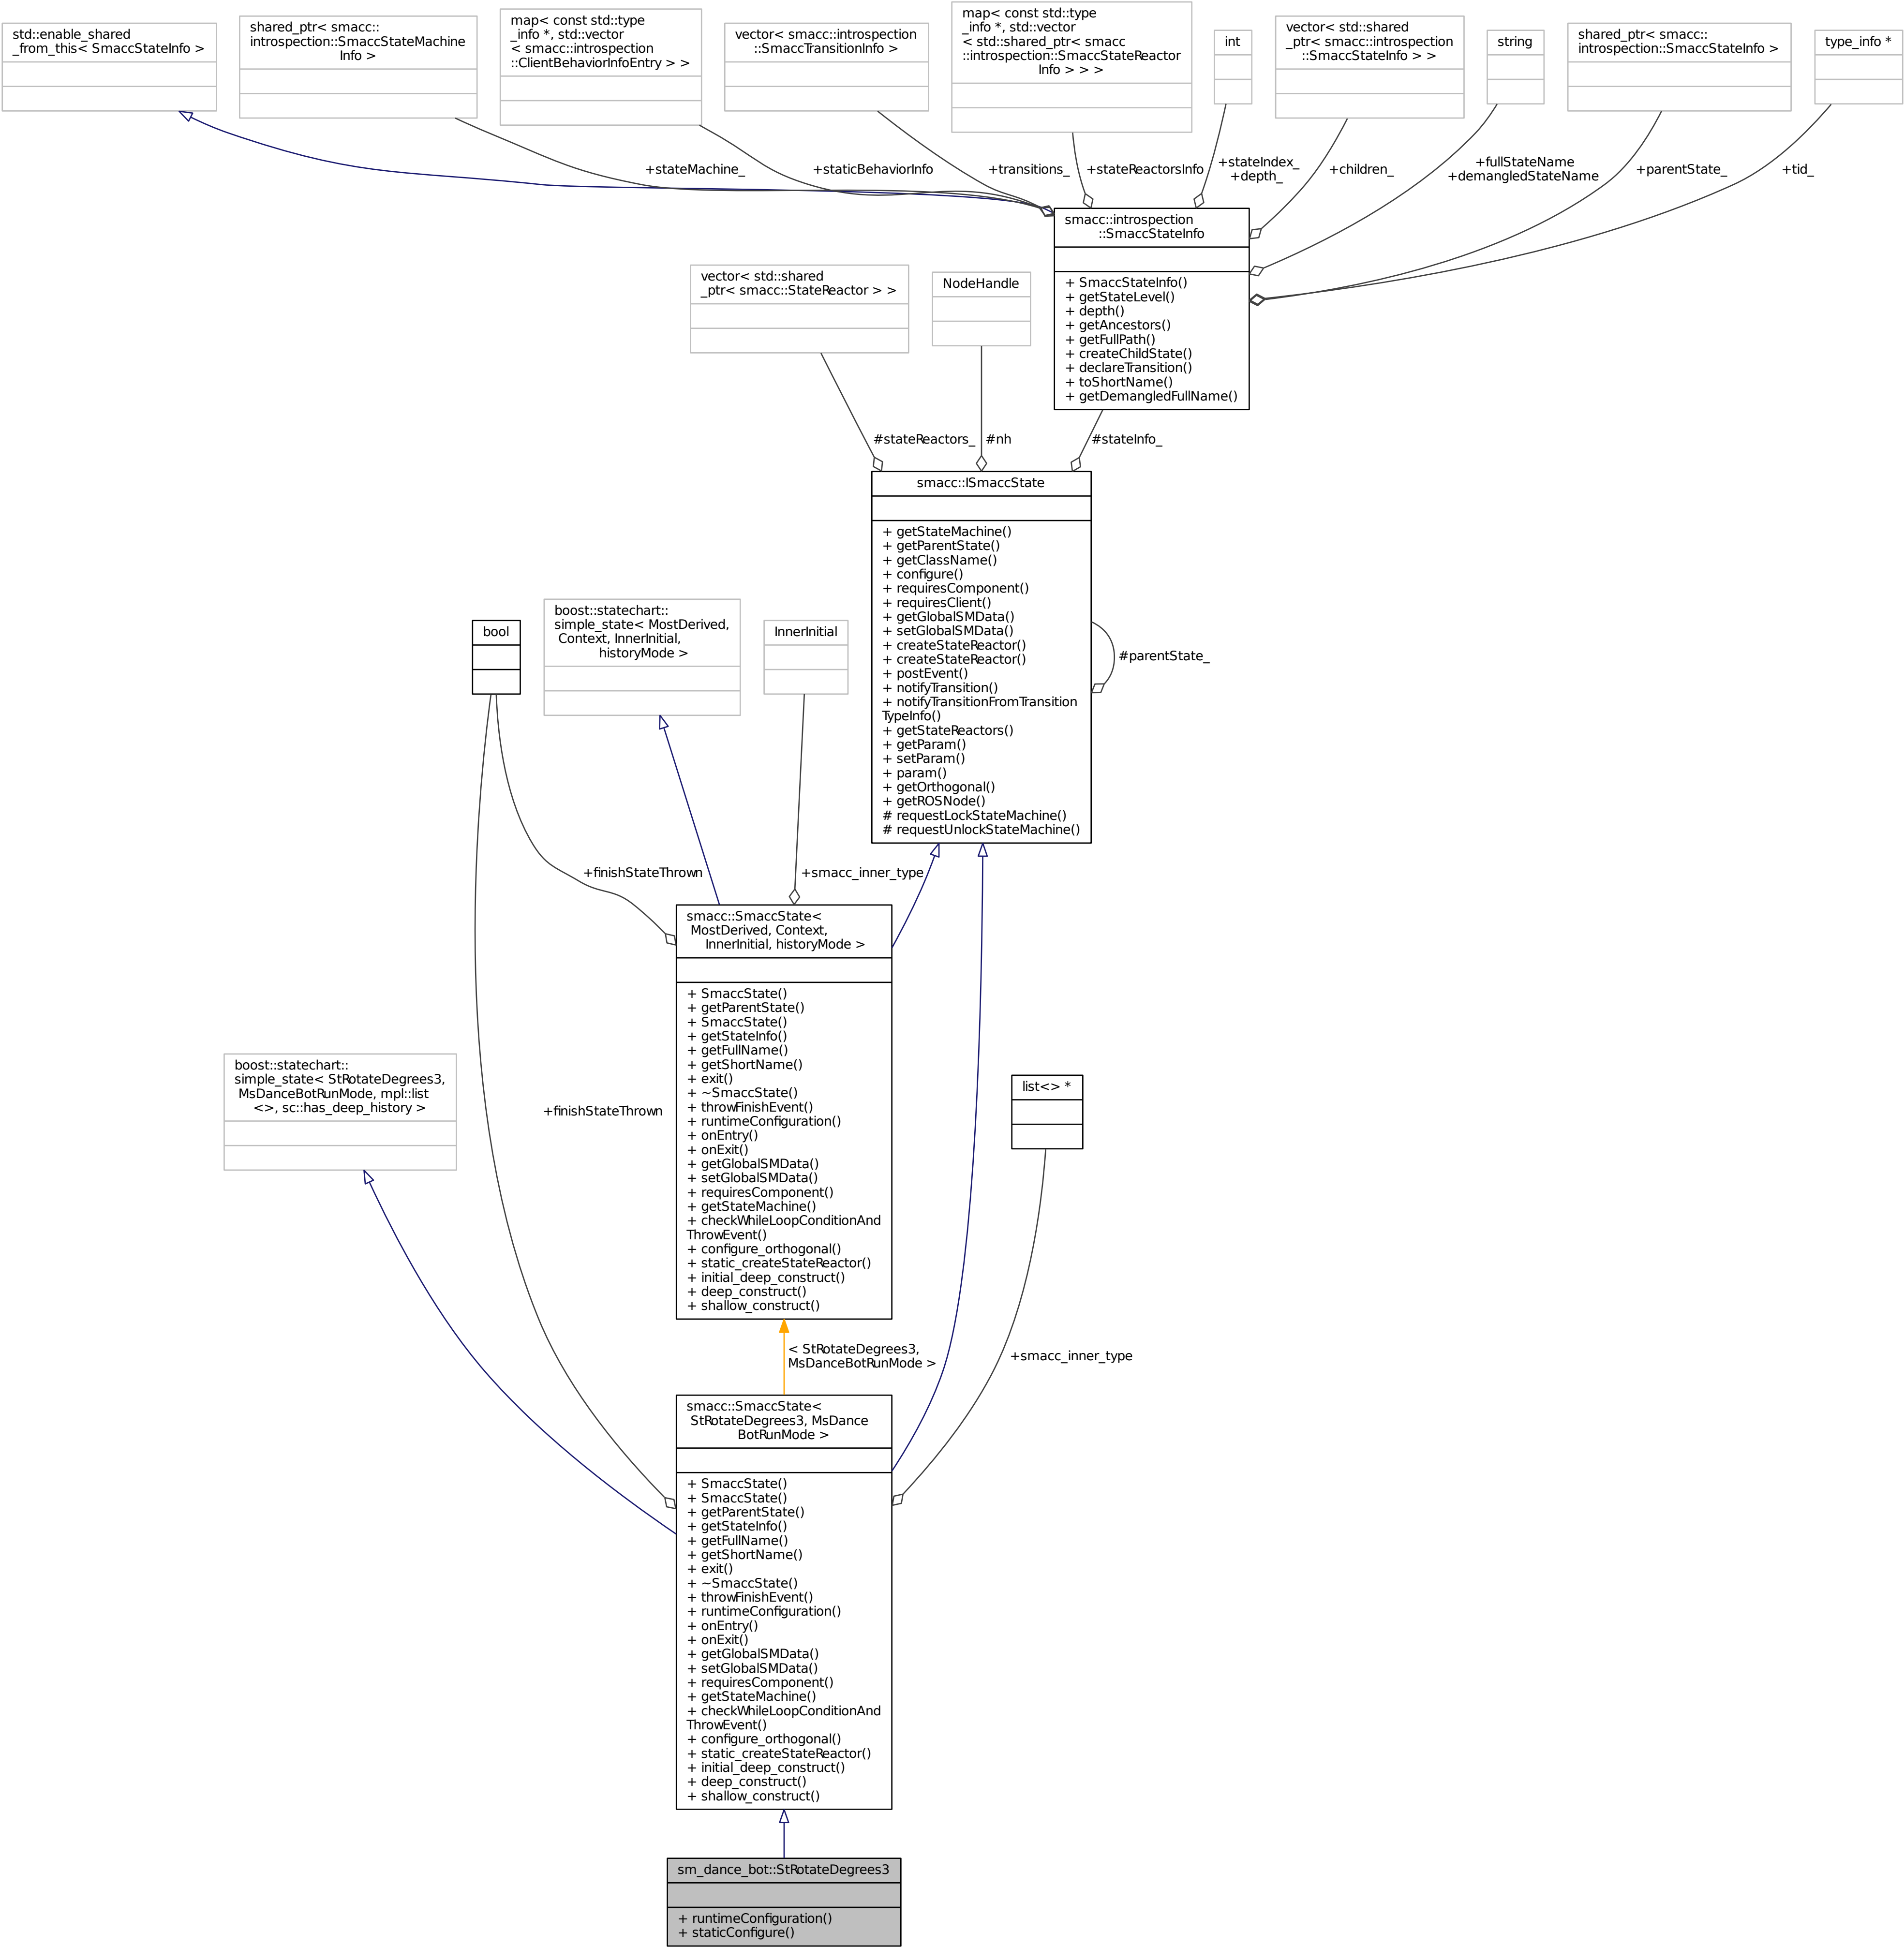 std::enable_shared
_from_this< SmaccStateInfo >
shared_ptr< smacc::
introspection::SmaccStateMachine
Info >
map< const std::type
_info *, std::vector
< smacc::introspection
::ClientBehaviorInfoEntry > >
vector< smacc::introspection
::SmaccTransitionInfo >
map< const std::type
_info *, std::vector
< std::shared_ptr< smacc
::introspection::SmaccStateReactor
Info > > >
int
vector< std::shared
_ptr< smacc::introspection
::SmaccStateInfo > >
string
shared_ptr< smacc::
introspection::SmaccStateInfo >
type_info *
+stateMachine_
+staticBehaviorInfo
+transitions_
+stateReactorsInfo
+stateIndex_
+depth_
+children_
+fullStateName
+demangledStateName
+parentState_
+tid_
smacc::introspection
::SmaccStateInfo
+ SmaccStateInfo()
+ getStateLevel()
+ depth()
+ getAncestors()
+ getFullPath()
+ createChildState()
+ declareTransition()
+ toShortName()
+ getDemangledFullName()
vector< std::shared
_ptr< smacc::StateReactor > >
NodeHandle
#stateReactors_
#nh
#stateInfo_
smacc::ISmaccState
+ getStateMachine()
+ getParentState()
+ getClassName()
+ configure()
+ requiresComponent()
+ requiresClient()
+ getGlobalSMData()
+ setGlobalSMData()
+ createStateReactor()
+ createStateReactor()
+ postEvent()
+ notifyTransition()
+ notifyTransitionFromTransition
TypeInfo()
+ getStateReactors()
+ getParam()
+ setParam()
+ param()
+ getOrthogonal()
+ getROSNode()
# requestLockStateMachine()
# requestUnlockStateMachine()
#parentState_
bool
boost::statechart::
simple_state< MostDerived,
Context, InnerInitial,
historyMode >
InnerInitial
+finishStateThrown
+smacc_inner_type
smacc::SmaccState<
MostDerived, Context,
InnerInitial, historyMode >
+ SmaccState()
+ getParentState()
+ SmaccState()
+ getStateInfo()
+ getFullName()
+ getShortName()
+ exit()
+ ~SmaccState()
+ throwFinishEvent()
+ runtimeConfiguration()
+ onEntry()
+ onExit()
+ getGlobalSMData()
+ setGlobalSMData()
+ requiresComponent()
+ getStateMachine()
+ checkWhileLoopConditionAnd
ThrowEvent()
+ configure_orthogonal()
+ static_createStateReactor()
+ initial_deep_construct()
+ deep_construct()
+ shallow_construct()
boost::statechart::
simple_state< StRotateDegrees3,
MsDanceBotRunMode, mpl::list
<>, sc::has_deep_history >
+finishStateThrown
list<> *
< StRotateDegrees3,
MsDanceBotRunMode >
+smacc_inner_type
smacc::SmaccState<
StRotateDegrees3, MsDance
BotRunMode >
+ SmaccState()
+ SmaccState()
+ getParentState()
+ getStateInfo()
+ getFullName()
+ getShortName()
+ exit()
+ ~SmaccState()
+ throwFinishEvent()
+ runtimeConfiguration()
+ onEntry()
+ onExit()
+ getGlobalSMData()
+ setGlobalSMData()
+ requiresComponent()
+ getStateMachine()
+ checkWhileLoopConditionAnd
ThrowEvent()
+ configure_orthogonal()
+ static_createStateReactor()
+ initial_deep_construct()
+ deep_construct()
+ shallow_construct()
sm_dance_bot::StRotateDegrees3
+ runtimeConfiguration()
+ staticConfigure()